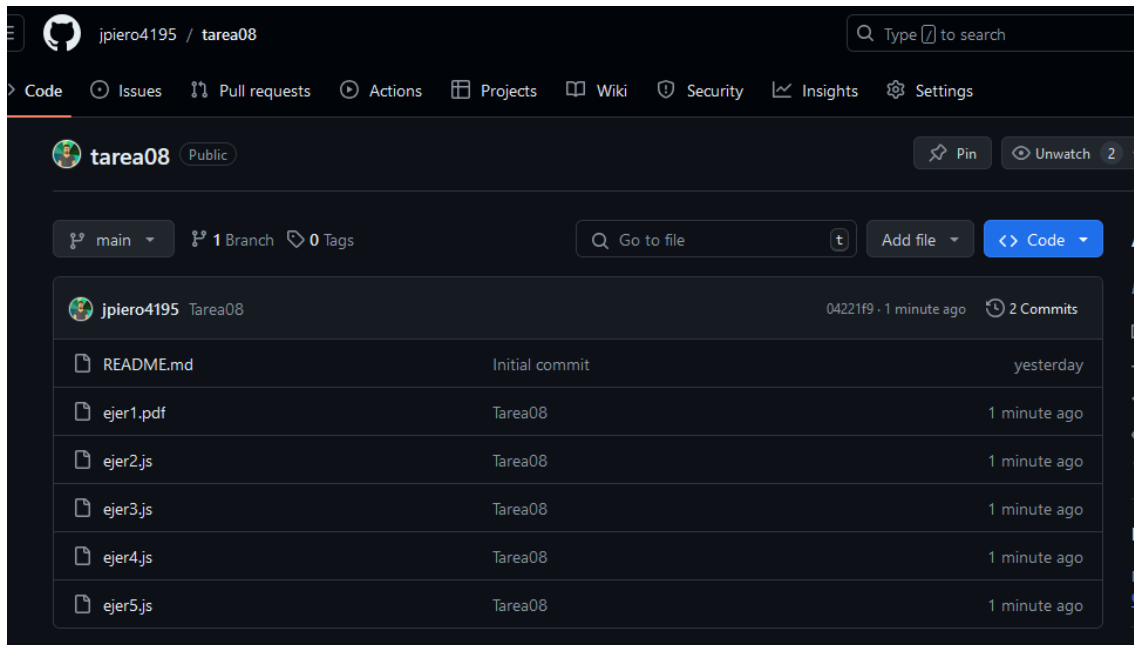 jpiero4195 / tarea08
Type / to search
Code Issues Pull requests Actions Projects Wiki Security Insights Settings
tarea08 Public Pin Unwatch 2
main 1 Branch 0 Tags Go to file t Add file <> Code
jpiero4195 Tarea08 04221f9 · 1 minute ago 2 Commits
README.md Initial commit yesterday
ejer1.pdf Tarea08 1 minute ago
ejer2.js Tarea08 1 minute ago
ejer3.js Tarea08 1 minute ago
ejer4.js Tarea08 1 minute ago
ejer5.js Tarea08 1 minute ago